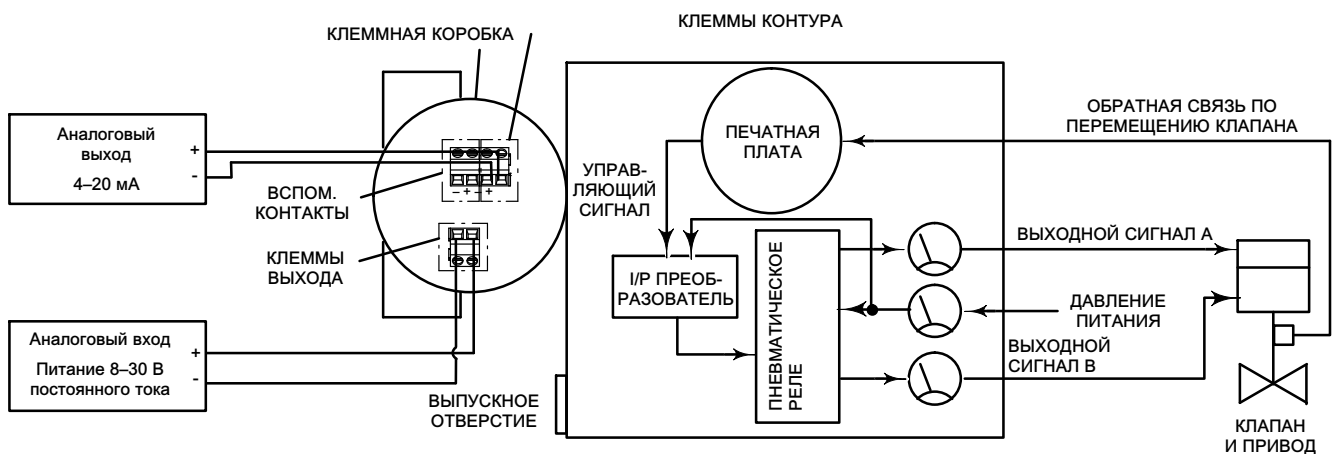 КЛЕММНАЯ КОРОБКА
КЛЕММЫ КОНТУРА
Аналоговый
выход
4–20 мА
+
-
ВСПОМ.
КОНТАКТЫ
– + – +
КЛЕММЫ
ВЫХОДА
Аналоговый вход
Питание 8–30 В
постоянного тока
+
-
ВЫПУСКНОЕ
ОТВЕРСТИЕ
УПРАВ-
ЛЯЮЩИЙ
СИГНАЛ
ПЕЧАТНАЯ
ПЛАТА
I/P ПРЕОБ-
РАЗОВАТЕЛЬ
ПНЕВМАТИЧЕСКОЕ
РЕЛЕ
ОБРАТНАЯ СВЯЗЬ ПО
ПЕРЕМЕЩЕНИЮ КЛАПАНА
ВЫХОДНОЙ СИГНАЛ A
ДАВЛЕНИЕ
ПИТАНИЯ
ВЫХОДНОЙ
СИГНАЛ B
КЛАПАН
И ПРИВОД